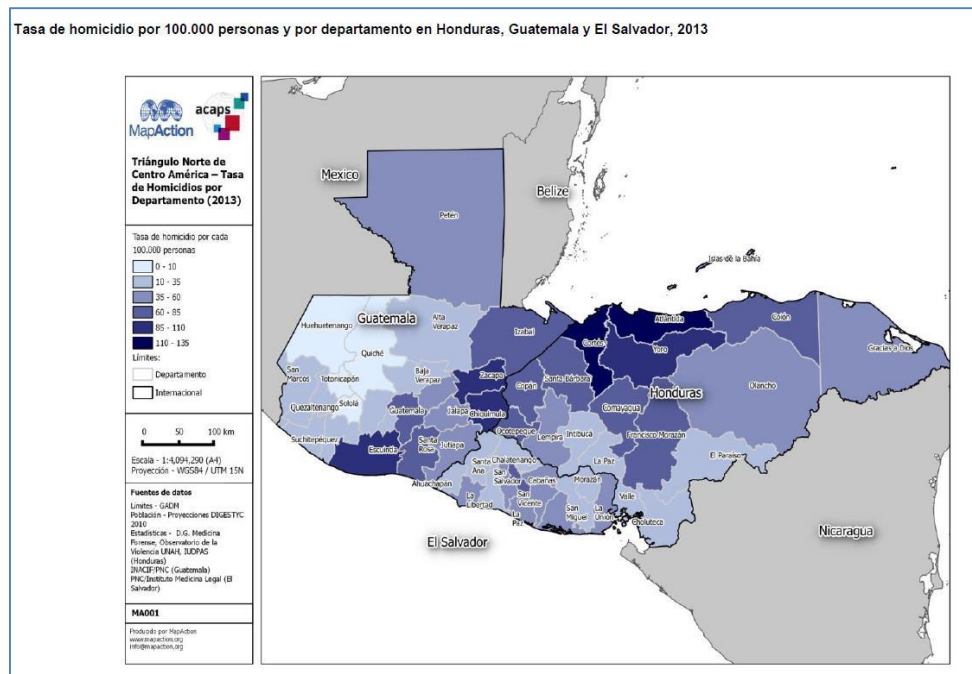 Tasa de homicidio por 100.000 personas y por departamento en Honduras, Guatemala y El Salvador, 2013
MapAction
acaps
Triángulo Norte de
Centro América – Tasa
de Homicidios por
Departamento (2013)
Tasa de homicidio por cada
100.000 personas
0 - 10
10 - 35
35 - 60
60 - 85
85 - 110
110 - 135
Límites:
Departamento
Internacional
0 50 100 km
Escala - 1:4,094,290 (A4)
Proyección - WGS84 / UTM 15N
Fuentes de datos
Límites - GADM
Población - Proyecciones DIGESTYC
2010
Estadísticas - D.G. Medicina
Forense, Observatorio de la
Violencia UNAH, IUDPAS
(Honduras)
INACIF/PNC (Guatemala)
PNC/Instituto Medicina Legal (El
Salvador)
MA001
Producido por MapAction
www.mapaction.org
info@mapaction.org
Mexico
Belize
Petén
Islas de la Bahía
Guatemala
Huehuetenango
Alta
Verapaz
Izabal
Atlántida
Colón
Gracias a Dios
Cortés
Yoro
Quiché
San
Marcos
Totonicapán
Baja
Verapaz
Zacapa
Copán
Santa Bárbara
Olancho
Honduras
Sololá
Quezaltenango
Guatemala
Jalapa
Chiquimula
Comayagua
Ocotepeque
Francisco Morazán
Suchitepéquez
Escuinda
Santa
Rosa
Jutiapa
Lempira
Intibucá
La Paz
El Paraíso
Santa
Ana
Chalatenango
San
Salvador
Cabañas
Morazán
Ahuachapán
La
Libertad
San
Vicente
La
Paz
San
Miguel
La
Unión
Valle
Choluteca
El Salvador
Nicaragua